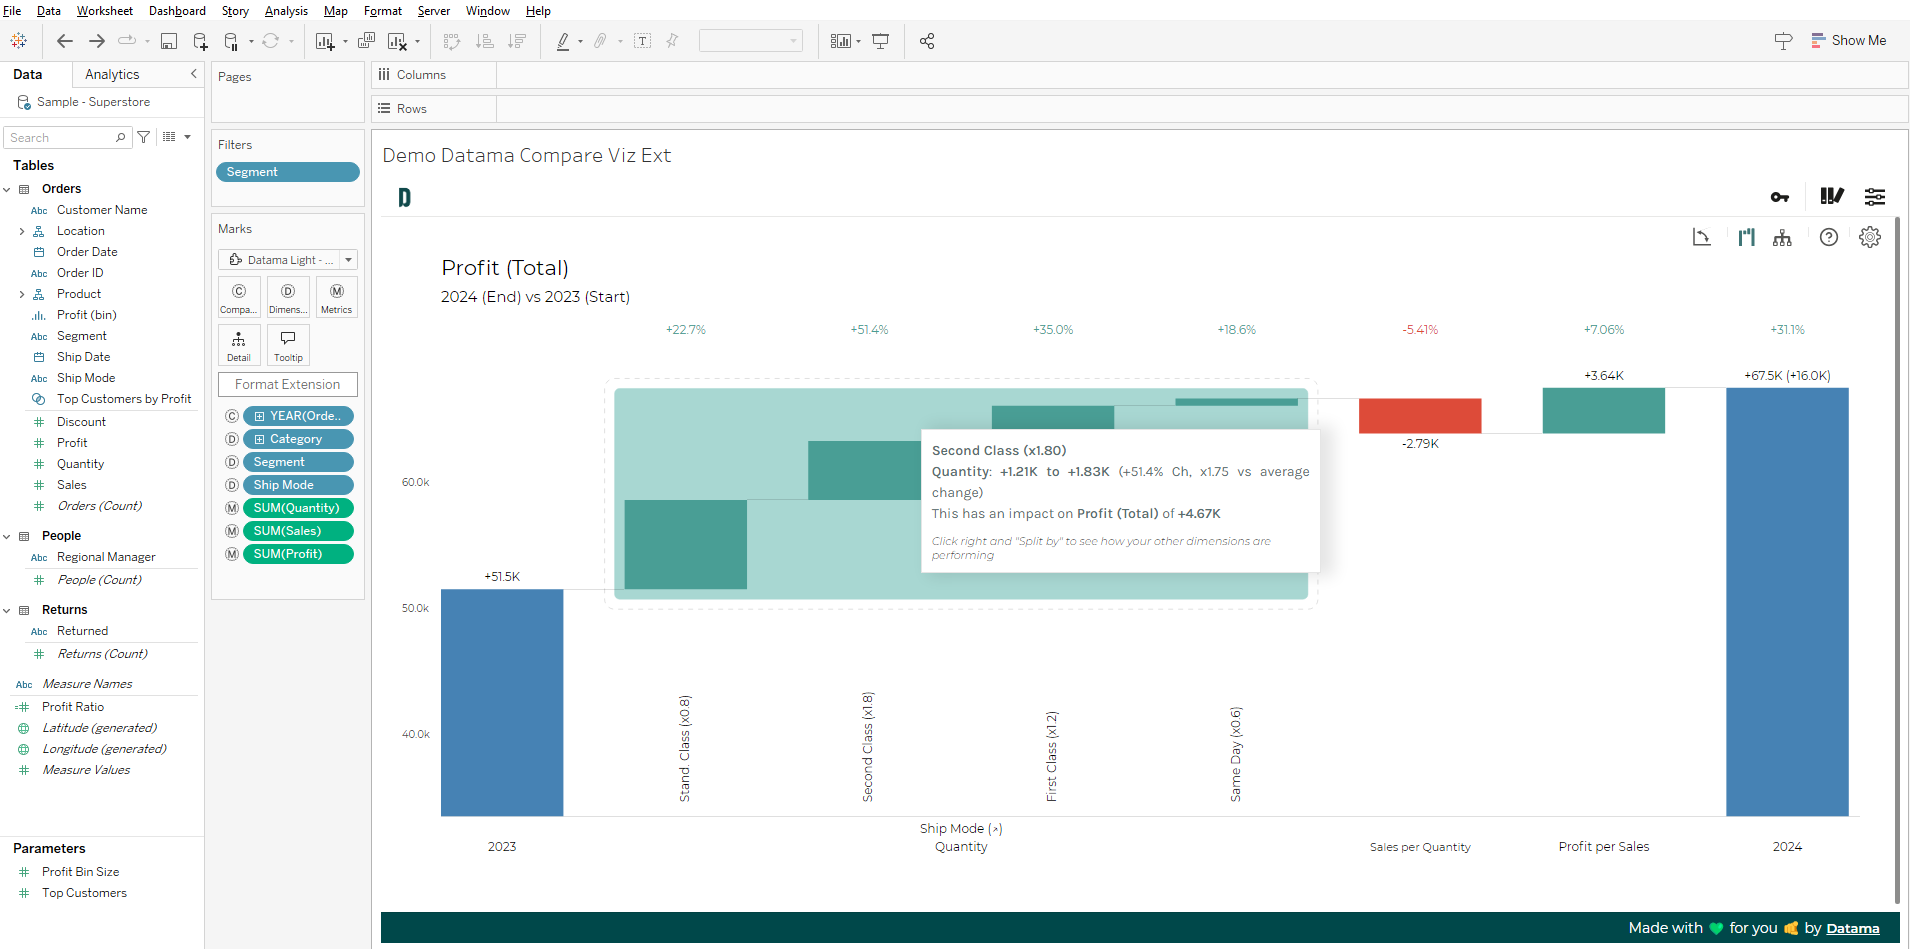 File Data Worksheet Dashboard Story Analysis Map Format Server Window Help
Show Me
Data Analytics
Sample - Superstore
Search
Tables
Orders
Abc Customer Name
Location
Order Date
Abc Order ID
Product
Profit (bin)
Abc Segment
Ship Date
Abc Ship Mode
Top Customers by Profit
Discount
Profit
Quantity
Sales
Orders (Count)
People
Abc Regional Manager
People (Count)
Returns
Abc Returned
Returns (Count)
Abc Measure Names
Profit Ratio
Latitude (generated)
Longitude (generated)
Measure Values
Parameters
Profit Bin Size
Top Customers
Pages
Filters
Segment
Marks
Datama Light - ...
C D M
Compa... Dimens... Metrics
Detail Tooltip
Format Extension
C YEAR(Orde..
D Category
D Segment
D Ship Mode
M SUM(Quantity)
M SUM(Sales)
M SUM(Profit)
Columns
Rows
Demo Datama Compare Viz Ext
D
Profit (Total)
2024 (End) vs 2023 (Start)
+22.7% +51.4% +35.0% +18.6% -5.41% +7.06% +31.1%
+3.64K +67.5K (+16.0K)
-2.79K
Second Class (x1.80)
Quantity: +1.21K to +1.83K (+51.4% Ch, x1.75 vs average
change)
This has an impact on Profit (Total) of +4.67K
Click right and "Split by" to see how your other dimensions are
performing
60.0k
+51.5K
50.0k
40.0k
Stand. Class (x0.8)
Second Class (x1.8)
First Class (x1.2)
Same Day (x0.6)
Ship Mode (↗)
2023 Quantity Sales per Quantity Profit per Sales 2024
Made with 💚 for you 🤙 by Datama